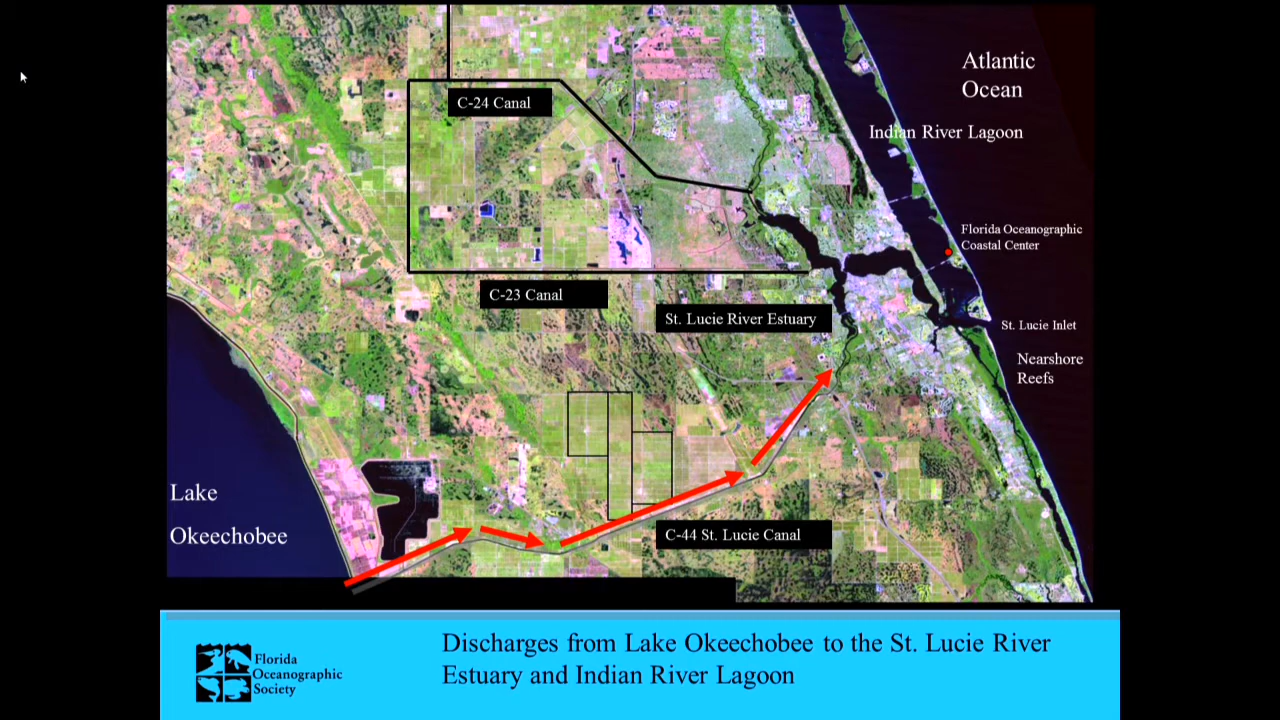 Atlantic
Ocean
C-24 Canal
Indian River Lagoon
Florida Oceanographic
Coastal Center
C-23 Canal
St. Lucie River Estuary
St. Lucie Inlet
Nearshore
Reefs
Lake
Okeechobee
C-44 St. Lucie Canal
Discharges from Lake Okeechobee to the St. Lucie River
Estuary and Indian River Lagoon
Florida
Oceanographic
Society